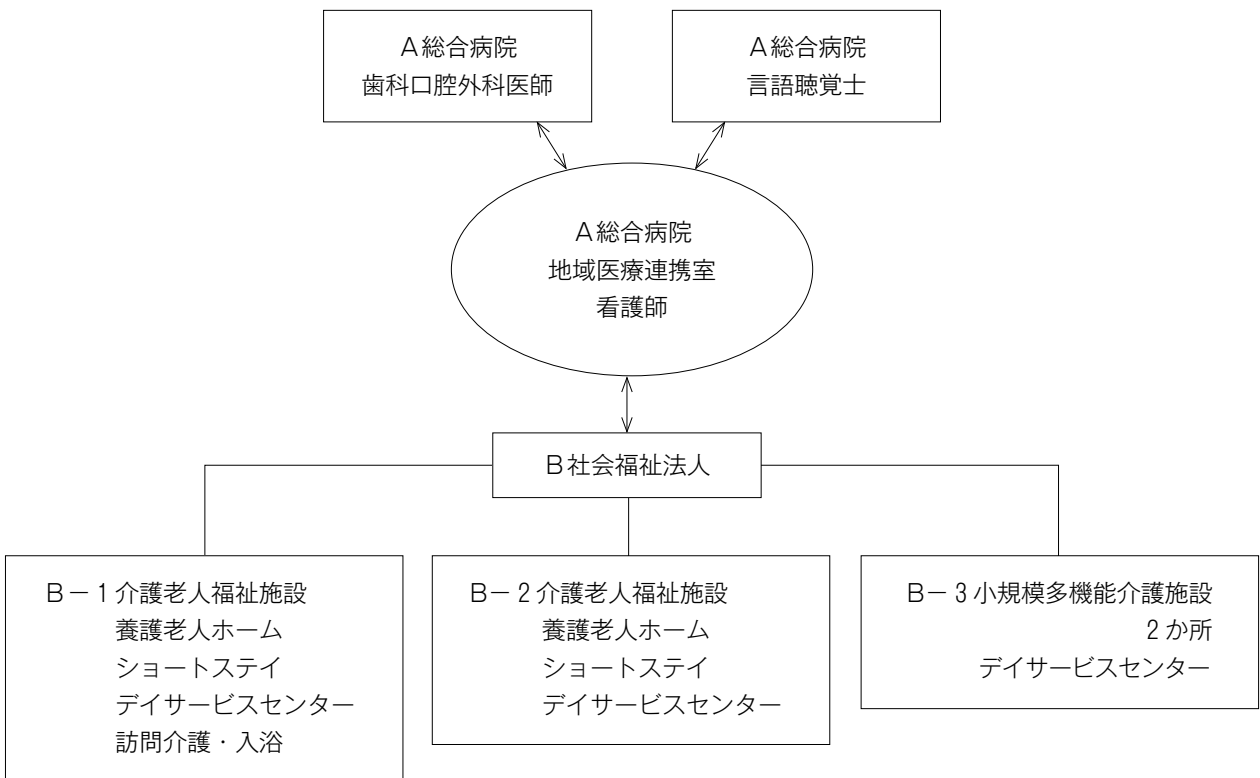 A総合病院
歯科口腔外科医師
A総合病院
言語聴覚士
A総合病院
地域医療連携室
看護師
B社会福祉法人
B－1介護老人福祉施設
養護老人ホーム
ショートステイ
デイサービスセンター
訪問介護・入浴
B－2介護老人福祉施設
養護老人ホーム
ショートステイ
デイサービスセンター
B－3小規模多機能介護施設
2か所
デイサービスセンター